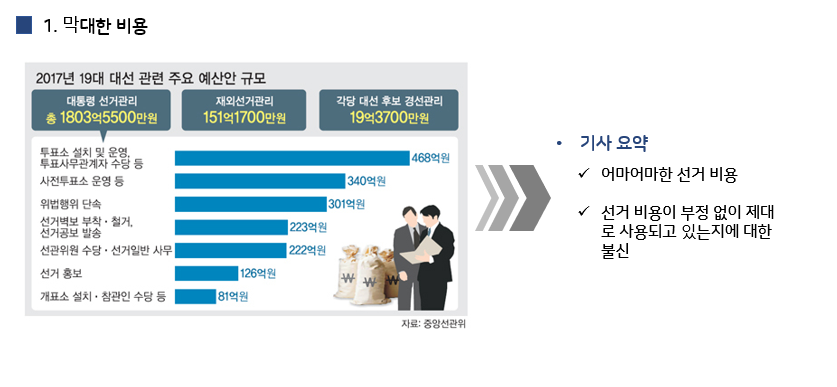 1. 막대한 비용
2017년 19대 대선 관련 주요 예산안 규모
대통령 선거관리
총 1803억5500만원
재외선거관리
151억1700만원
각당 대선 후보 경선관리
19억3700만원
투표소 설치 및 운영,
투표사무관계자 수당 등
468억원
사전투표소 운영 등
340억원
위법행위 단속
301억원
선거벽보 부착·철거,
선거공보 발송
223억원
선관위원 수당·선거일반 사무
222억원
선거 홍보
126억원
개표소 설치·참관인 수당 등
81억원
₩
₩
₩
자료: 중앙선관위
• 기사 요약
✓ 어마어마한 선거 비용
✓ 선거 비용이 부정 없이 제대
로 사용되고 있는지에 대한
불신